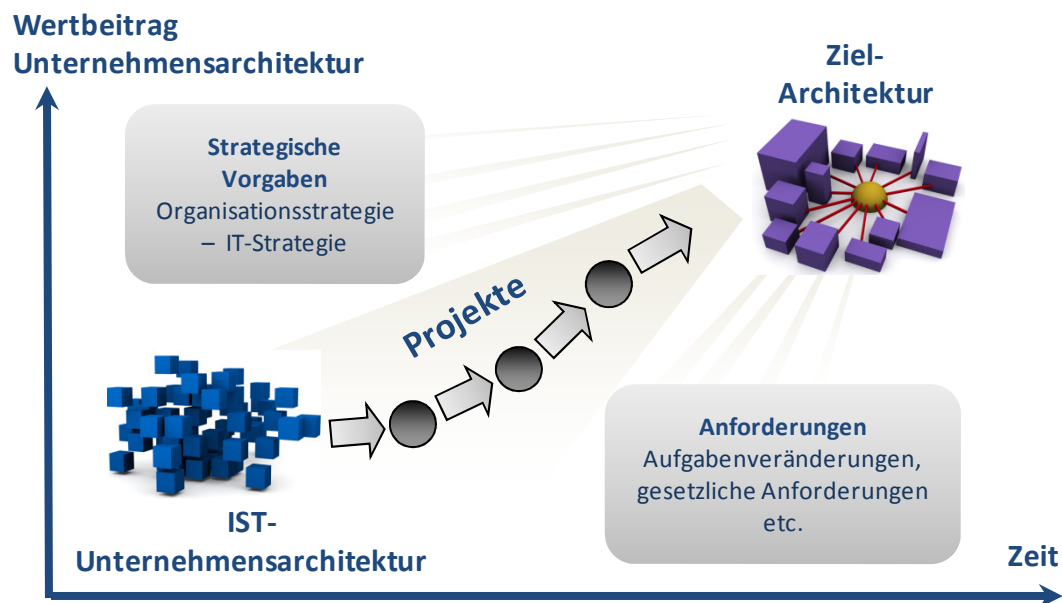 Wertbeitrag
Unternehmensarchitektur
Ziel-
Architektur
Strategische
Vorgaben
Organisationsstrategie
– IT-Strategie
Projekte
Anforderungen
Aufgabenveränderungen,
gesetzliche Anforderungen
etc.
IST-
Unternehmensarchitektur
Zeit